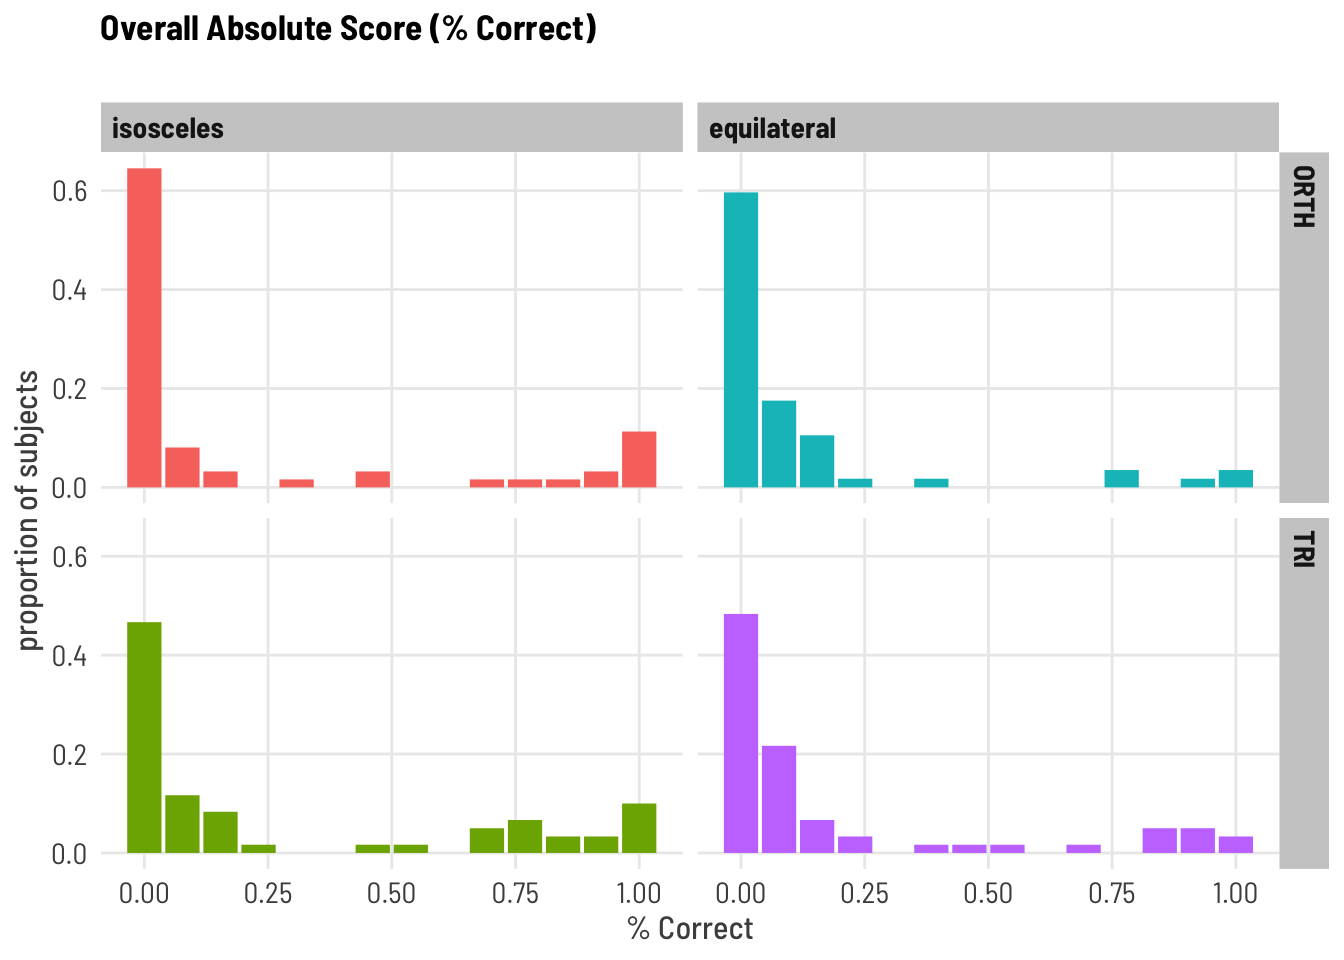 Overall Absolute Score (% Correct)
isosceles
equilateral
ORTH
0.6
0.4
0.2
0.0
TRI
0.6
0.4
0.2
0.0
proportion of subjects
0.00 0.25 0.50 0.75 1.00
0.00 0.25 0.50 0.75 1.00
% Correct